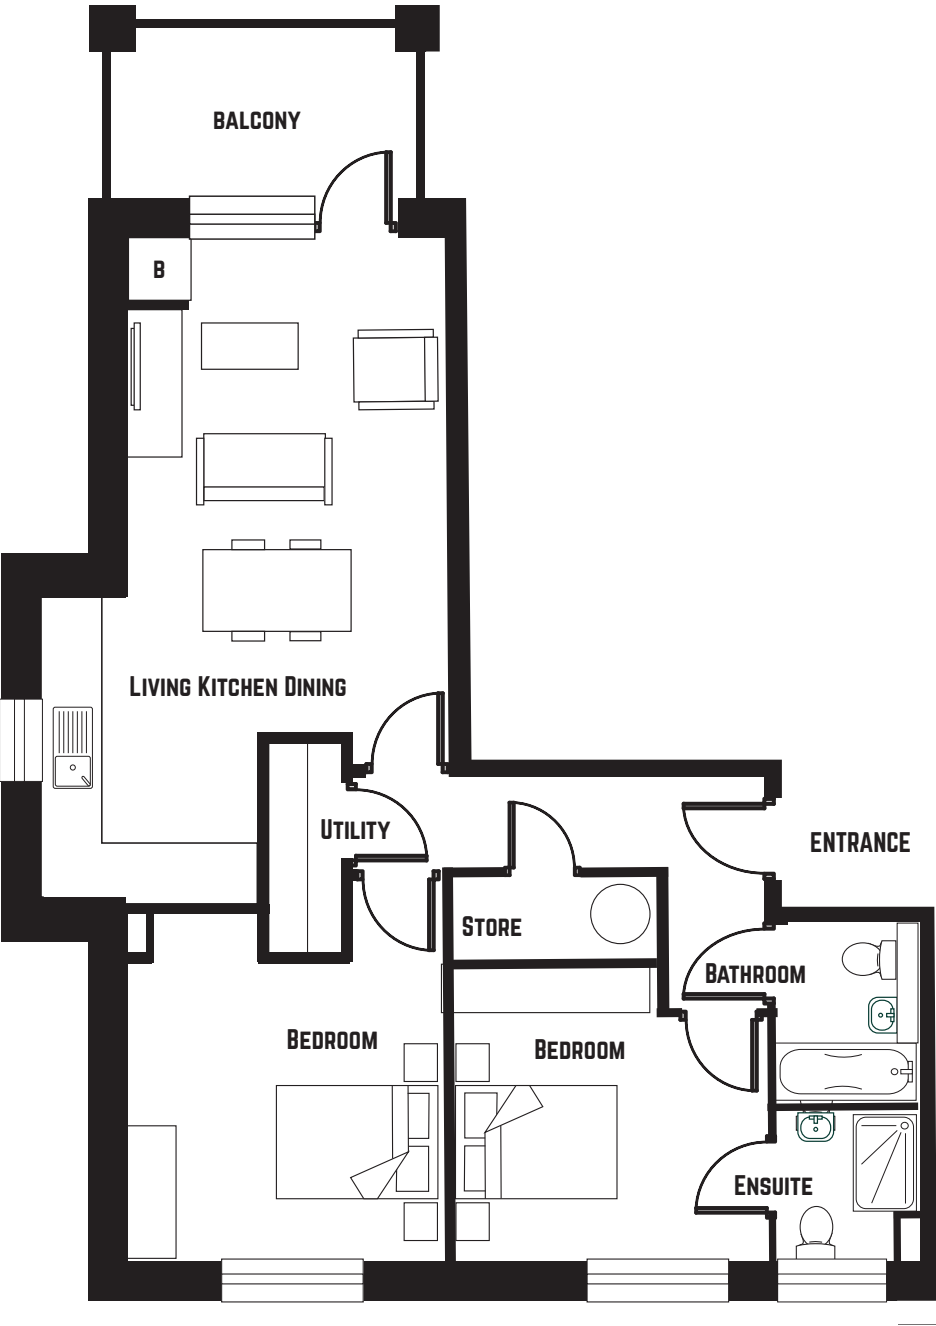 BALCONY
B
LIVING KITCHEN DINING
UTILITY
ENTRANCE
STORE
BATHROOM
BEDROOM
BEDROOM
ENSUITE